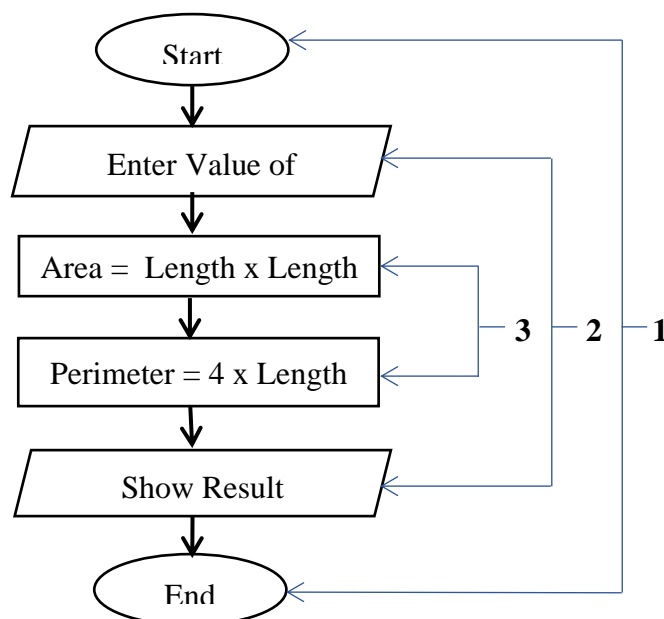 Start
Enter Value of
Area = Length x Length
3
2
1
Perimeter = 4 x Length
Show Result
End